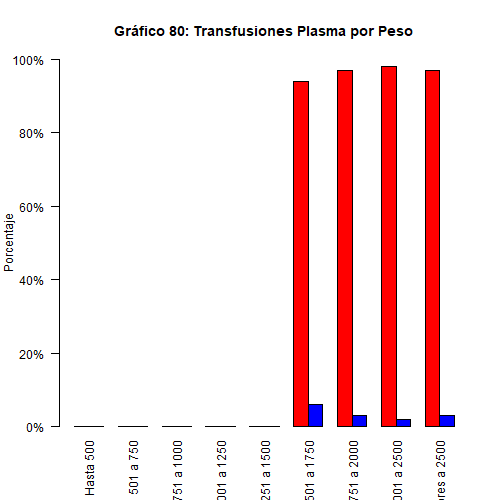 Gráfico 80: Transfusiones Plasma por Peso
100%
80%
60%
40%
20%
0%
Porcentaje
Hasta 500
501 a 750
751 a 1000
001 a 1250
251 a 1500
501 a 1750
751 a 2000
001 a 2500
ores a 2500